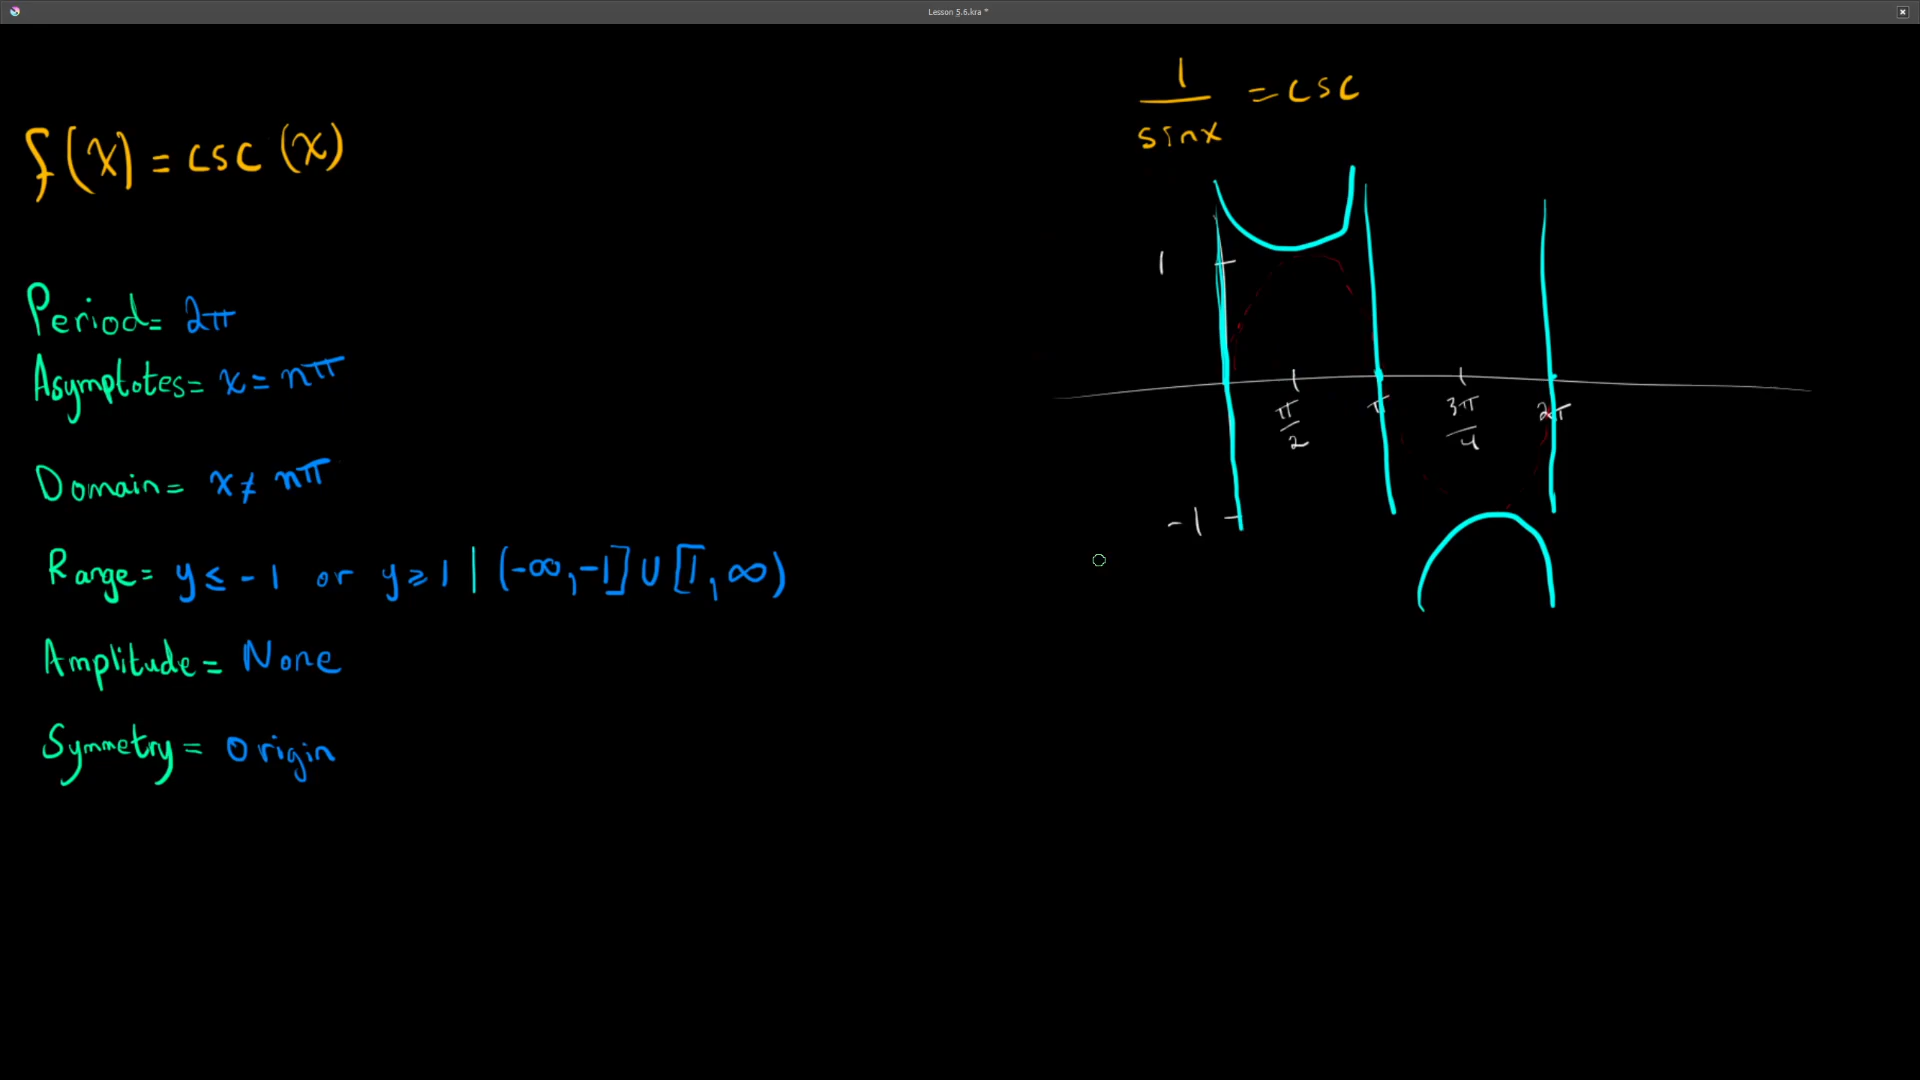 Lesson 5.6.kra *
f(x) = csc (x)
Period= 2π
Asymptotes= x = nπ
Domain= x ≠ nπ
Range= y ≤ -1 or y ≥ 1 | (-∞, -1] ∪ [1, ∞)
Amplitude= None
Symmetry= Origin
1
sinx = csc
1
π/2 π 3π/4 2π
-1